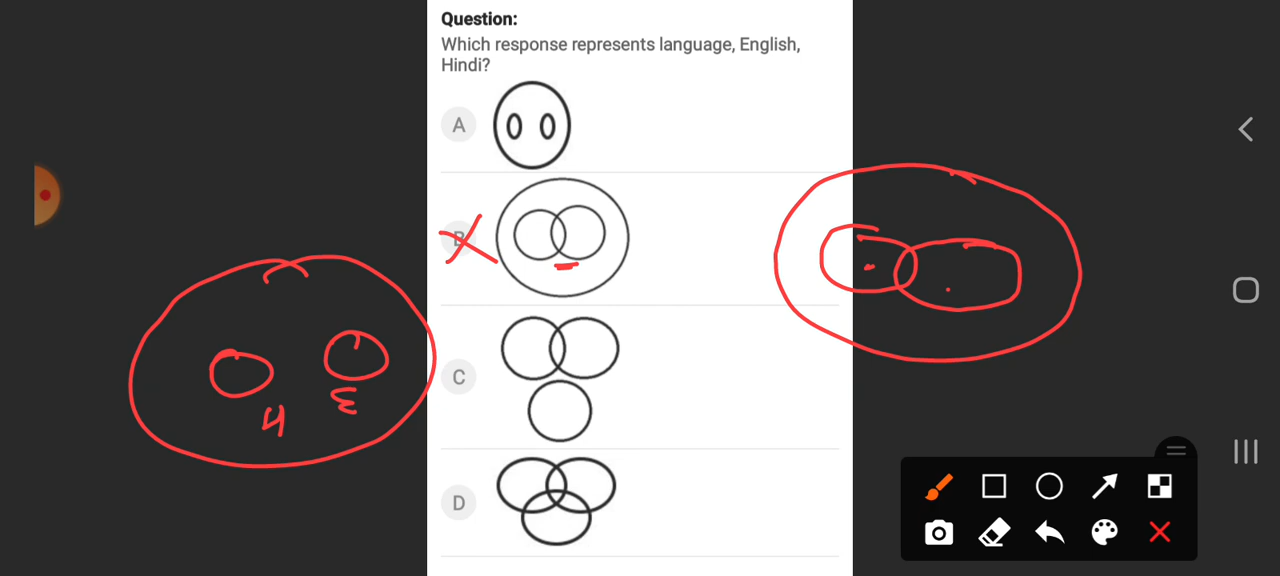 Question:
Which response represents language, English,
Hindi?
A
B
C
D
H
E